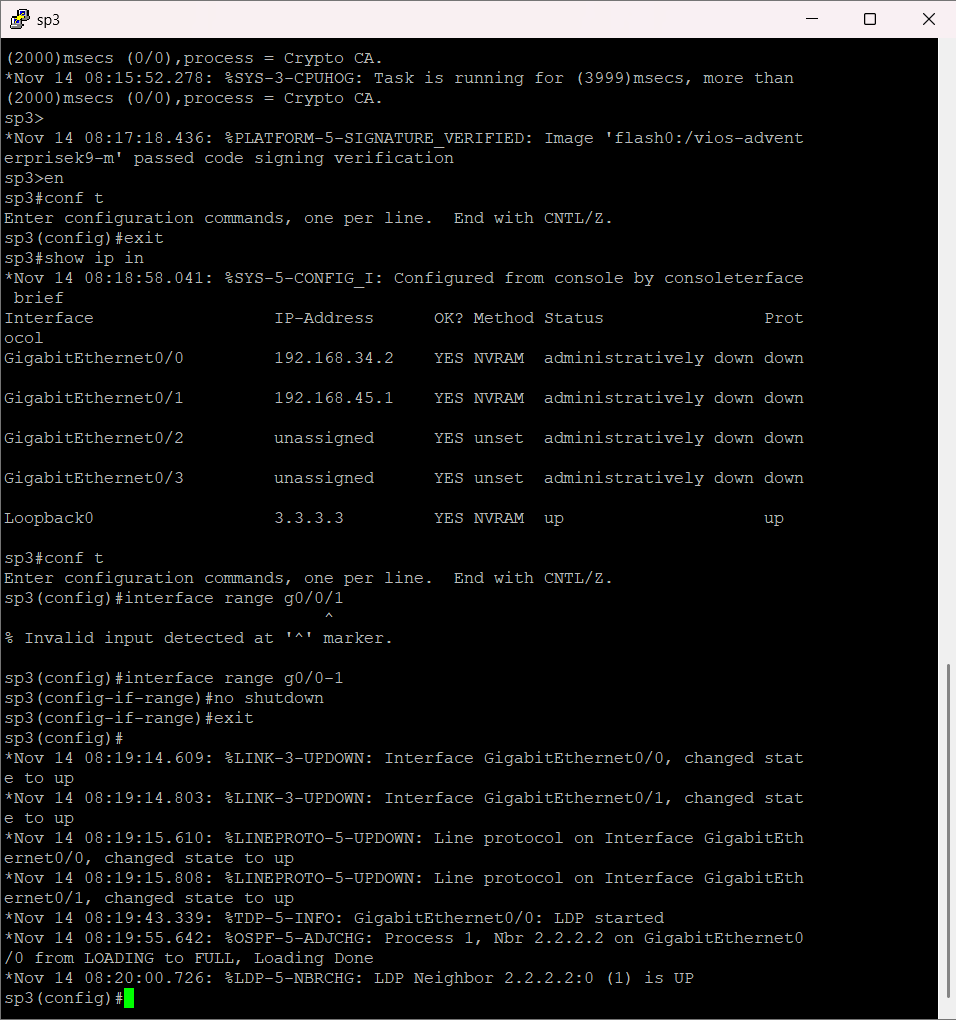 sp3
(2000)msecs (0/0),process = Crypto CA.
*Nov 14 08:15:52.278: %SYS-3-CPUHOG: Task is running for (3999)msecs, more than
(2000)msecs (0/0),process = Crypto CA.
sp3>
*Nov 14 08:17:18.436: %PLATFORM-5-SIGNATURE_VERIFIED: Image 'flash0:/vios-advent
erprisek9-m' passed code signing verification
sp3>en
sp3#conf t
Enter configuration commands, one per line.  End with CNTL/Z.
sp3(config)#exit
sp3#show ip in
*Nov 14 08:18:58.041: %SYS-5-CONFIG_I: Configured from console by consoleterface
 brief
Interface                  IP-Address      OK? Method Status                Prot
ocol
GigabitEthernet0/0         192.168.34.2    YES NVRAM  administratively down down
GigabitEthernet0/1         192.168.45.1    YES NVRAM  administratively down down
GigabitEthernet0/2         unassigned      YES unset  administratively down down
GigabitEthernet0/3         unassigned      YES unset  administratively down down
Loopback0                  3.3.3.3         YES NVRAM  up                    up
sp3#conf t
Enter configuration commands, one per line.  End with CNTL/Z.
sp3(config)#interface range g0/0/1
                                ^
% Invalid input detected at '^' marker.
sp3(config)#interface range g0/0-1
sp3(config-if-range)#no shutdown
sp3(config-if-range)#exit
sp3(config)#
*Nov 14 08:19:14.609: %LINK-3-UPDOWN: Interface GigabitEthernet0/0, changed stat
e to up
*Nov 14 08:19:14.803: %LINK-3-UPDOWN: Interface GigabitEthernet0/1, changed stat
e to up
*Nov 14 08:19:15.610: %LINEPROTO-5-UPDOWN: Line protocol on Interface GigabitEth
ernet0/0, changed state to up
*Nov 14 08:19:15.808: %LINEPROTO-5-UPDOWN: Line protocol on Interface GigabitEth
ernet0/1, changed state to up
*Nov 14 08:19:43.339: %TDP-5-INFO: GigabitEthernet0/0: LDP started
*Nov 14 08:19:55.642: %OSPF-5-ADJCHG: Process 1, Nbr 2.2.2.2 on GigabitEthernet0
/0 from LOADING to FULL, Loading Done
*Nov 14 08:20:00.726: %LDP-5-NBRCHG: LDP Neighbor 2.2.2.2:0 (1) is UP
sp3(config)#